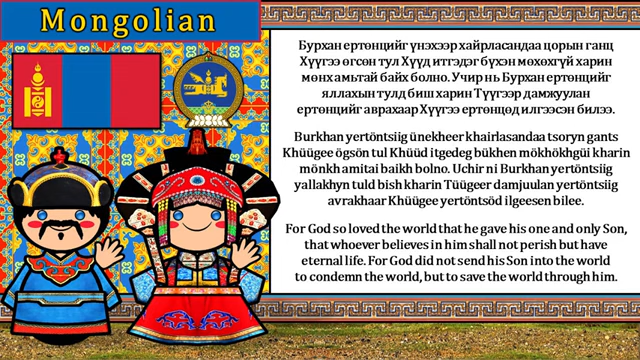 Mongolian
Бурхан ертөнцийг үнэхээр хайрласандаа цорын ганц
Хүүгээ өгсөн тул Хүүд итгэдэг бүхэн мөхөхгүй харин
мөнх амьтай байх болно. Учир нь Бурхан ертөнцийг
яллахын тулд биш харин Түүгээр дамжуулан
ертөнцийг аврахаар Хүүгээ ертөнцөд илгээсэн билээ.
Burkhan yertöntsiig ünekheer khairlasandaa tsoryn gants
Khüügee ögsön tul Khüüd itgedeg bükhen mökhökhgüi kharin
mönkh amitai baikh bolno. Uchir ni Burkhan yertöntsiig
yallakhyn tuld bish kharin Tüügeer damjuulan yertöntsiig
avrakhaar Khüügee yertöntsöd ilgeesen bilee.
For God so loved the world that he gave his one and only Son,
that whoever believes in him shall not perish but have
eternal life. For God did not send his Son into the world
to condemn the world, but to save the world through him.